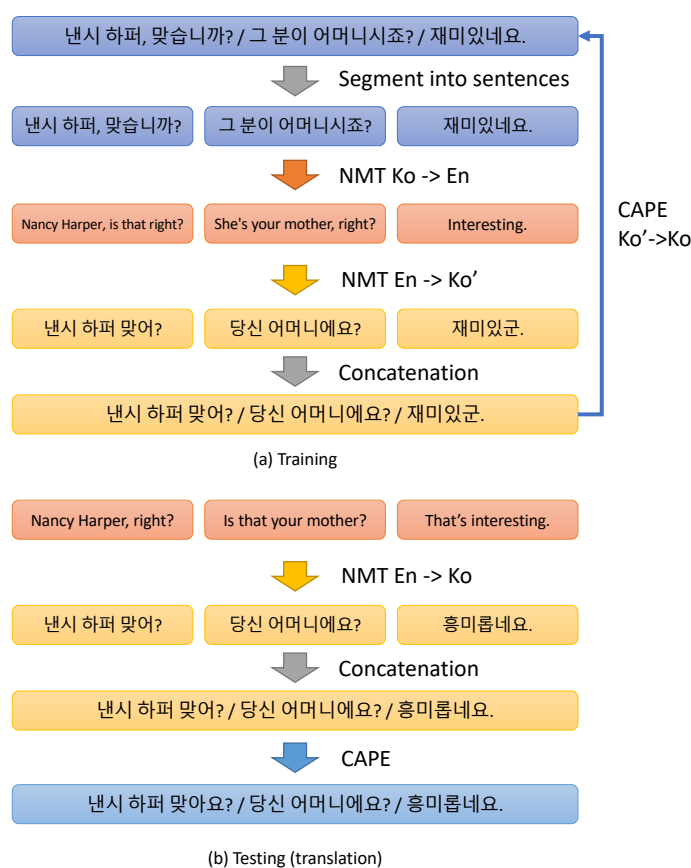 낸시 하퍼, 맞습니까? / 그 분이 어머니시죠? / 재미있네요.
Segment into sentences
낸시 하퍼, 맞습니까? 그 분이 어머니시죠? 재미있네요.
NMT Ko -> En
Nancy Harper, is that right? She's your mother, right? Interesting.
CAPE
Ko’->Ko
NMT En -> Ko’
낸시 하퍼 맞어? 당신 어머니에요? 재미있군.
Concatenation
낸시 하퍼 맞어? / 당신 어머니에요? / 재미있군.
(a) Training
Nancy Harper, right? Is that your mother? That’s interesting.
NMT En -> Ko
낸시 하퍼 맞어? 당신 어머니에요? 흥미롭네요.
Concatenation
낸시 하퍼 맞어? / 당신 어머니에요? / 흥미롭네요.
CAPE
낸시 하퍼 맞아요? / 당신 어머니에요? / 흥미롭네요.
(b) Testing (translation)